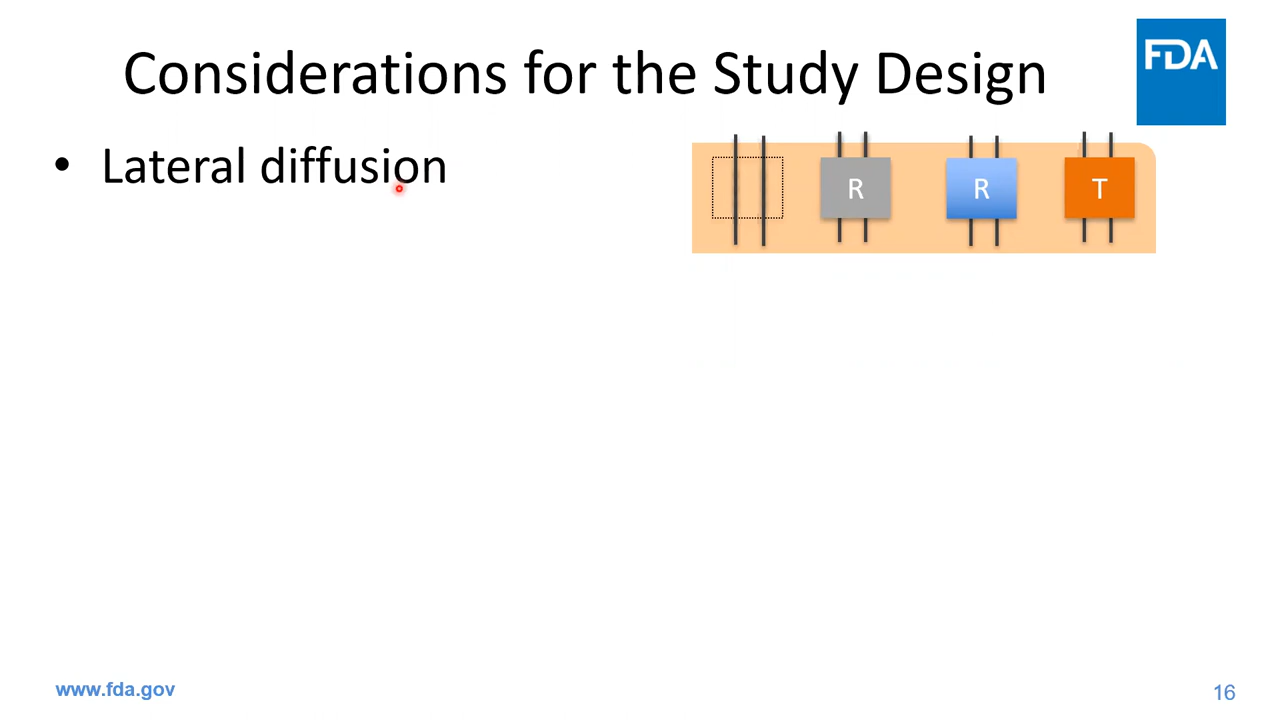 Considerations for the Study Design
FDA
• Lateral diffusion
R R T
www.fda.gov
16